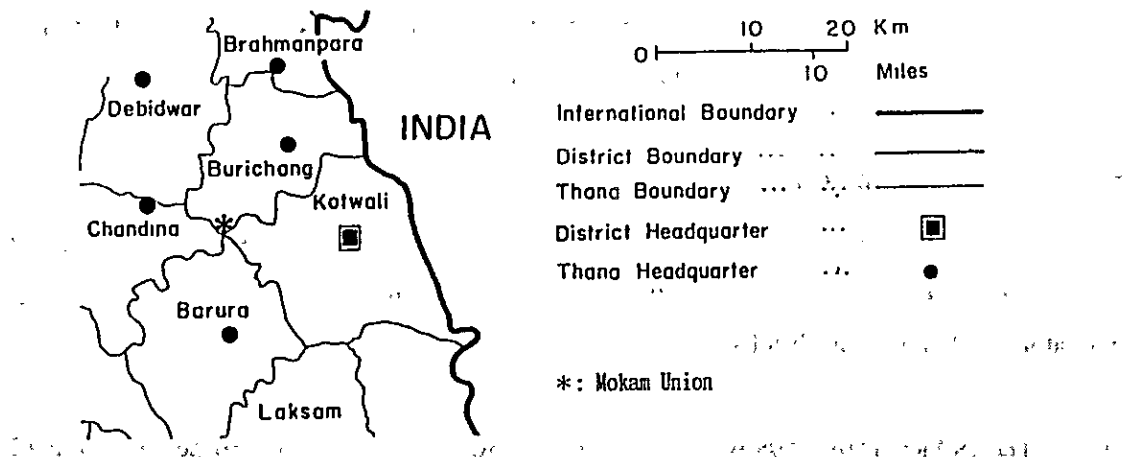 Brahmanpara
Debidwar
INDIA
Burichang
Kotwali
Chandina
*
Barura
Laksam
10 20 Km
0
10 Miles
International Boundary
District Boundary
Thana Boundary
District Headquarter
Thana Headquarter
*: Mokam Union